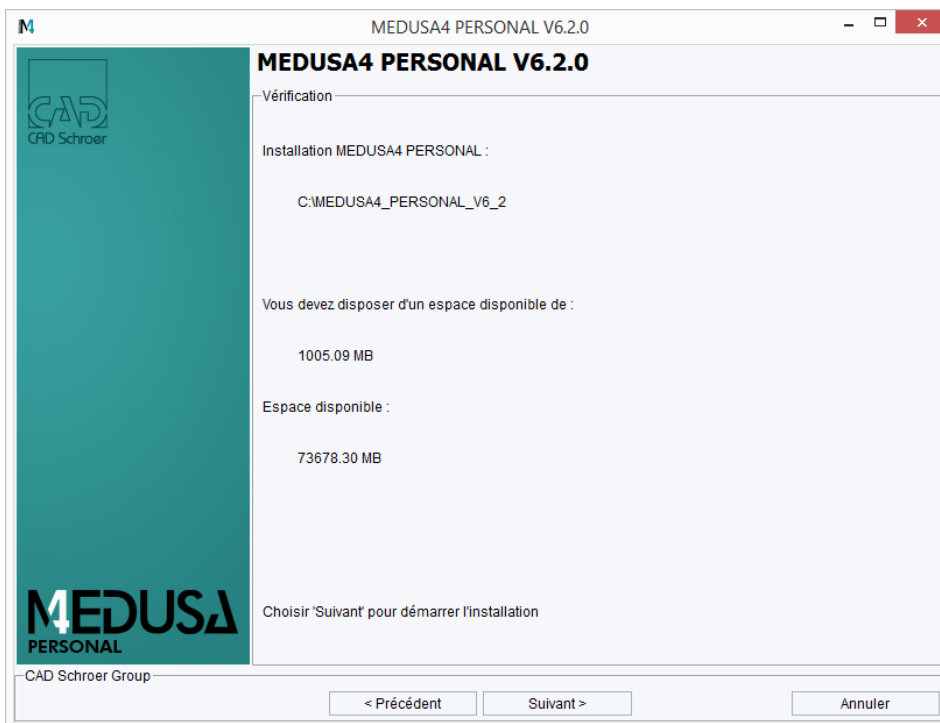 MEDUSA4 PERSONAL V6.2.0
MEDUSA4 PERSONAL V6.2.0
CAD
CAD Schroer
Vérification
Installation MEDUSA4 PERSONAL :
C:\MEDUSA4_PERSONAL_V6_2
Vous devez disposer d'un espace disponible de :
1005.09 MB
Espace disponible :
73678.30 MB
Choisir 'Suivant' pour démarrer l'installation
M4EDUSA
PERSONAL
CAD Schroer Group
< Précédent
Suivant >
Annuler